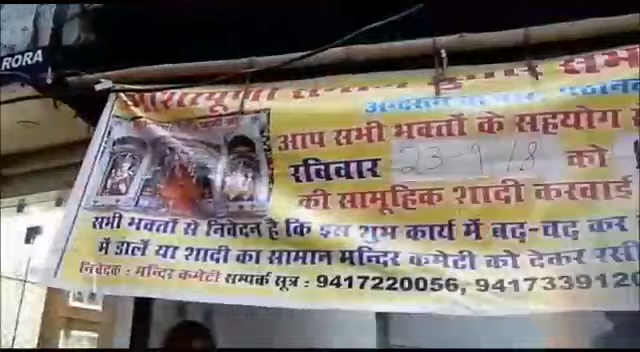 RORA
आप सभी भक्तों के सहयोग
रविवार 23-9-18 को
की सामूहिक शादी करवाई
सभी भक्तों से निवेदन है कि इस शुभ कार्य में बढ़-चढ़ कर
में डालें या शादी का सामान मन्दिर कमेटी को देकर रसी
निवेदक : मन्दिर कमेटी सम्पर्क सूत्र : 9417220056, 941733912